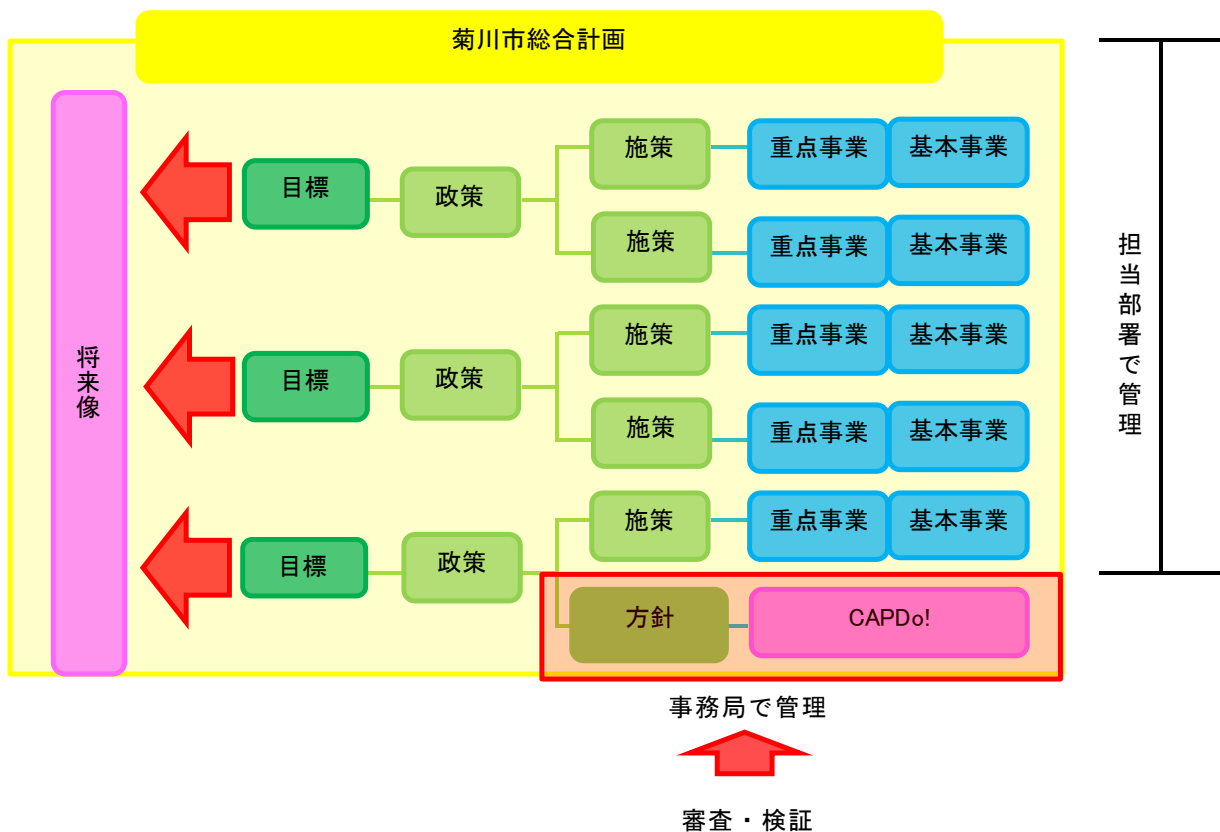 菊川市総合計画
将来像
目標
政策
施策
重点事業
基本事業
施策
重点事業
基本事業
目標
政策
施策
重点事業
基本事業
施策
重点事業
基本事業
目標
政策
施策
重点事業
基本事業
方針
CAPDo!
担当部署で管理
事務局で管理
審査・検証